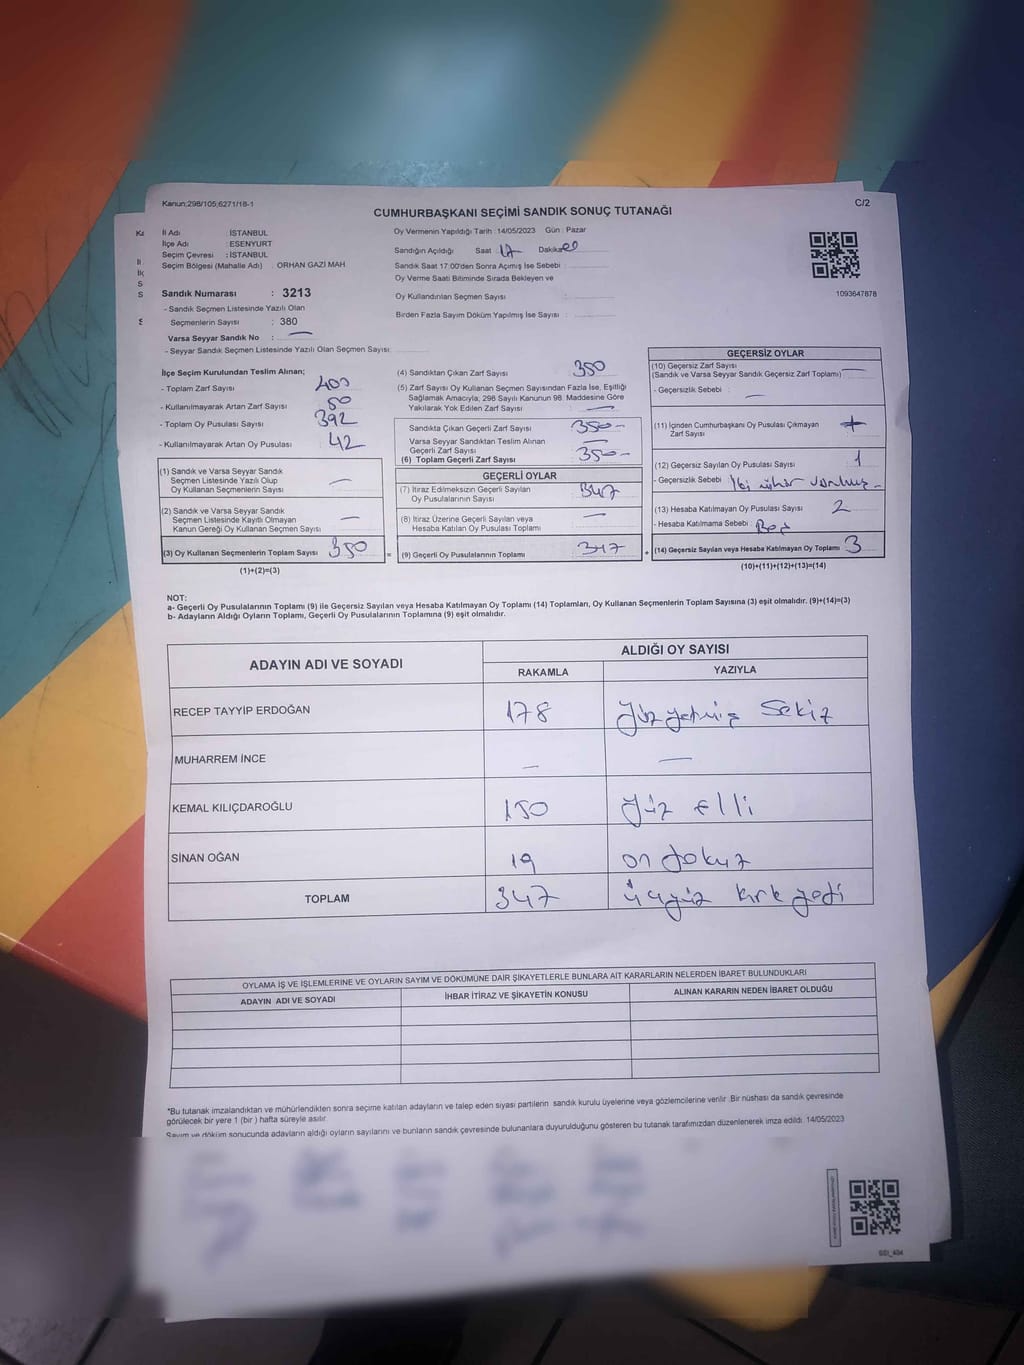 Kanun;298/105;6271/18-1
C/2
CUMHURBAŞKANI SEÇİMİ SANDIK SONUÇ TUTANAĞI
İl Adı : İSTANBUL
İlçe Adı : ESENYURT
Seçim Çevresi : İSTANBUL
Seçim Bölgesi (Mahalle Adı) : ORHAN GAZİ MAH.
Sandık Numarası : 3213
- Sandık Seçmen Listesinde Yazılı Olan
Seçmenlerin Sayısı : 380
Varsa Seyyar Sandık No : —
- Seyyar Sandık Seçmen Listesinde Yazılı Olan Seçmen Sayısı:
Oy Vermenin Yapıldığı Tarih :14/05/2023 Gün : Pazar
Sandığın Açıldığı Saat 17 Dakika
Sandık Saat 17:00'den Sonra Açımış İse Sebebi :
Oy Verme Saati Bitiminde Sırada Bekleyen ve
Oy Kullandırılan Seçmen Sayısı :
Birden Fazla Sayım Döküm Yapılmış İse Sayısı :
1093647878
İlçe Seçim Kurulundan Teslim Alınan;
- Toplam Zarf Sayısı 400
- Kullanılmayarak Artan Zarf Sayısı 50
- Toplam Oy Pusulası Sayısı 392
- Kullanılmayarak Artan Oy Pusulası 42
(1) Sandık ve Varsa Seyyar Sandık
Seçmen Listesinde Yazılı Olup
Oy Kullanan Seçmenlerin Sayısı —
(2) Sandık ve Varsa Seyyar Sandık
Seçmen Listesinde Kayıtlı Olmayan
Kanun Gereği Oy Kullanan Seçmen Sayısı —
(3) Oy Kullanan Seçmenlerin Toplam Sayısı 350
(1)+(2)=(3)
(4) Sandıktan Çıkan Zarf Sayısı 350
(5) Zarf Sayısı Oy Kullanan Seçmen Sayısından Fazla İse, Eşitliği
Sağlamak Amacıyla; 298 Sayılı Kanunun 98. Maddesine Göre
Yakılarak Yok Edilen Zarf Sayısı —
Sandıkta Çıkan Geçerli Zarf Sayısı 350-
Varsa Seyyar Sandıktan Teslim Alınan
Geçerli Zarf Sayısı —
(6) Toplam Geçerli Zarf Sayısı 350-
GEÇERLİ OYLAR
(7) İtiraz Edilmeksizin Geçerli Sayılan
Oy Pusulalarının Sayısı 347
(8) İtiraz Üzerine Geçerli Sayılan veya
Hesaba Katılan Oy Pusulası Toplamı —
= (9) Geçerli Oy Pusulalarının Toplamı 347
GEÇERSİZ OYLAR
(10) Geçersiz Zarf Sayısı
(Sandık ve Varsa Seyyar Sandık Geçersiz Zarf Toplamı) —
- Geçersizlik Sebebi : —
(11) İçinden Cumhurbaşkanı Oy Pusulası Çıkmayan
Zarf Sayısı
(12) Geçersiz Sayılan Oy Pusulası Sayısı 1
- Geçersizlik Sebebi : İki mühür
(13) Hesaba Katılmayan Oy Pusulası Sayısı 2
- Hesaba Katılmama Sebebi : Boş
+ (14) Geçersiz Sayılan veya Hesaba Katılmayan Oy Toplamı 3
(10)+(11)+(12)+(13)=(14)
NOT:
a- Geçerli Oy Pusulalarının Toplamı (9) ile Geçersiz Sayılan veya Hesaba Katılmayan Oy Toplamı (14) Toplamları, Oy Kullanan Seçmenlerin Toplam Sayısına (3) eşit olmalıdır. (9)+(14)=(3)
b- Adayların Aldığı Oyların Toplamı, Geçerli Oy Pusulalarının Toplamına (9) eşit olmalıdır.
ADAYIN ADI VE SOYADI ALDIĞI OY SAYISI
RAKAMLA YAZIYLA
RECEP TAYYİP ERDOĞAN 178 Yüz yetmiş Sekiz
MUHARREM İNCE — —
KEMAL KILIÇDAROĞLU 150 Yüz elli
SİNAN OĞAN 19 on dokuz
TOPLAM 347 üçyüz kırk yedi
OYLAMA İŞ VE İŞLEMLERİNE VE OYLARIN SAYIM VE DÖKÜMÜNE DAİR ŞİKAYETLERLE BUNLARA AİT KARARLARIN NELERDEN İBARET BULUNDUKLARI
ADAYIN ADI VE SOYADI İHBAR İTİRAZ VE ŞİKAYETİN KONUSU ALINAN KARARIN NEDEN İBARET OLDUĞU
*Bu tutanak imzalandıktan ve mühürlendikten sonra seçime katılan adayların ve talep eden siyasi partilerin sandık kurulu üyelerine veya gözlemcilerine verilir. Bir nüshası da sandık çevresinde
görülecek bir yere 1 (bir ) hafta süreyle asılır.
Sayım ve döküm sonucunda adayların aldığı oyların sayılarını ve bunların sandık çevresinde bulunanlara duyurulduğunu gösteren bu tutanak tarafımızdan düzenlenerek imza edildi. 14/05/2023